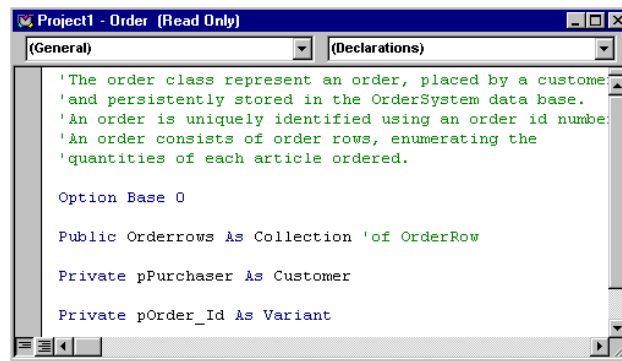 Project1 - Order (Read Only)
(General) (Declarations)
'The order class represent an order, placed by a custome
'and persistently stored in the OrderSystem data base.
'An order is uniquely identified using an order id numbe
'An order consists of order rows, enumerating the
'quantities of each article ordered.
Option Base 0
Public Orderrows As Collection 'of OrderRow
Private pPurchaser As Customer
Private pOrder_Id As Variant